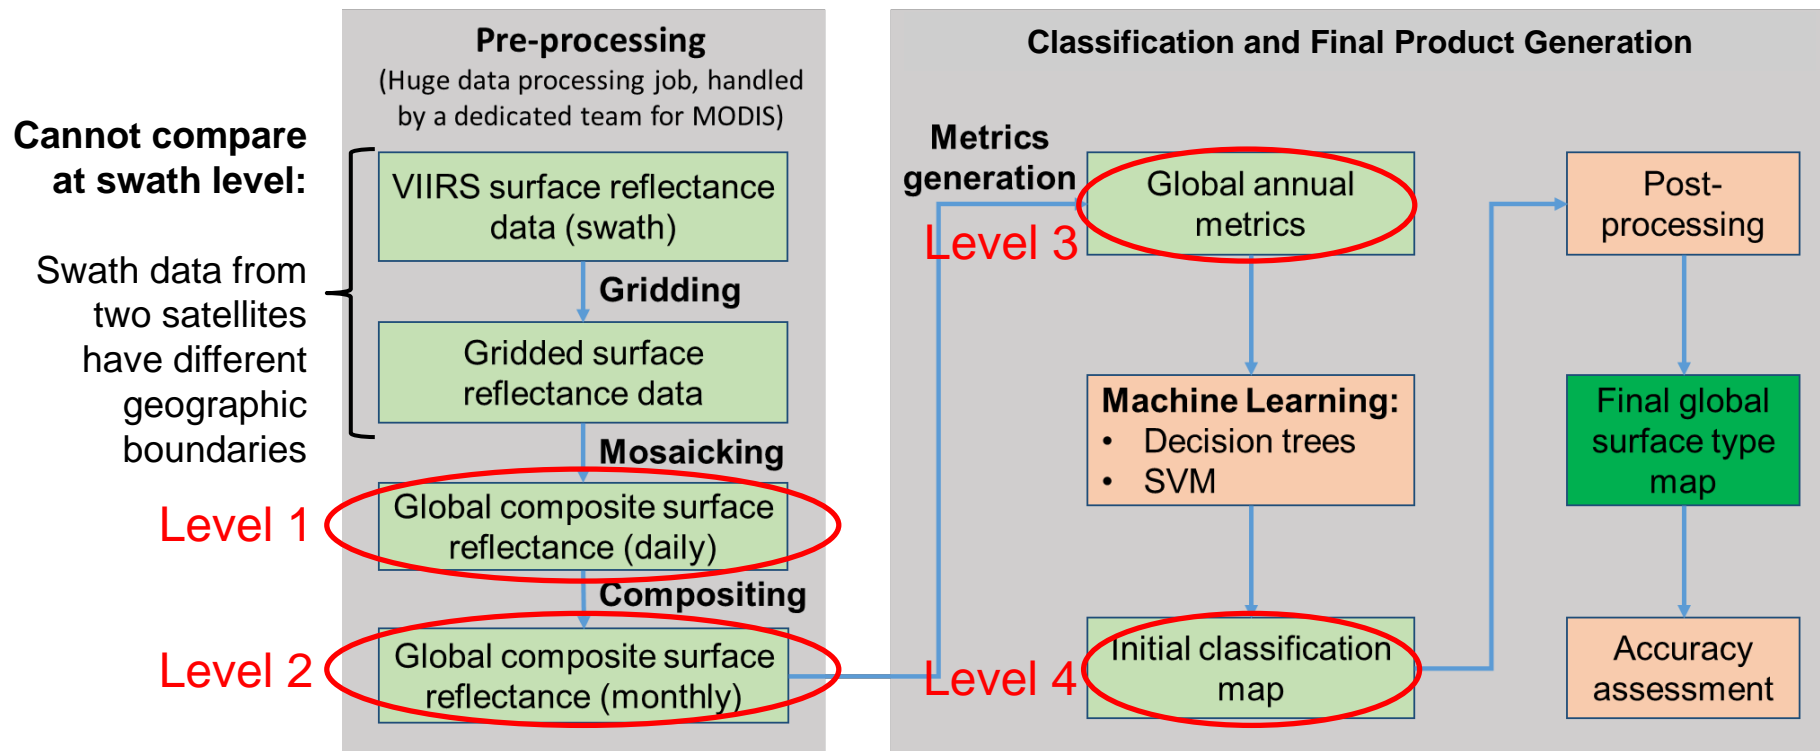 Pre-processing
(Huge data processing job, handled
by a dedicated team for MODIS)
Cannot compare
at swath level:
Swath data from
two satellites
have different
geographic
boundaries
VIIRS surface reflectance
data (swath)
Gridding
Gridded surface
reflectance data
Mosaicking
Level 1
Global composite surface
reflectance (daily)
Compositing
Level 2
Global composite surface
reflectance (monthly)
Classification and Final Product Generation
Metrics
generation
Level 3
Global annual
metrics
Machine Learning:
• Decision trees
• SVM
Level 4
Initial classification
map
Post-
processing
Final global
surface type
map
Accuracy
assessment